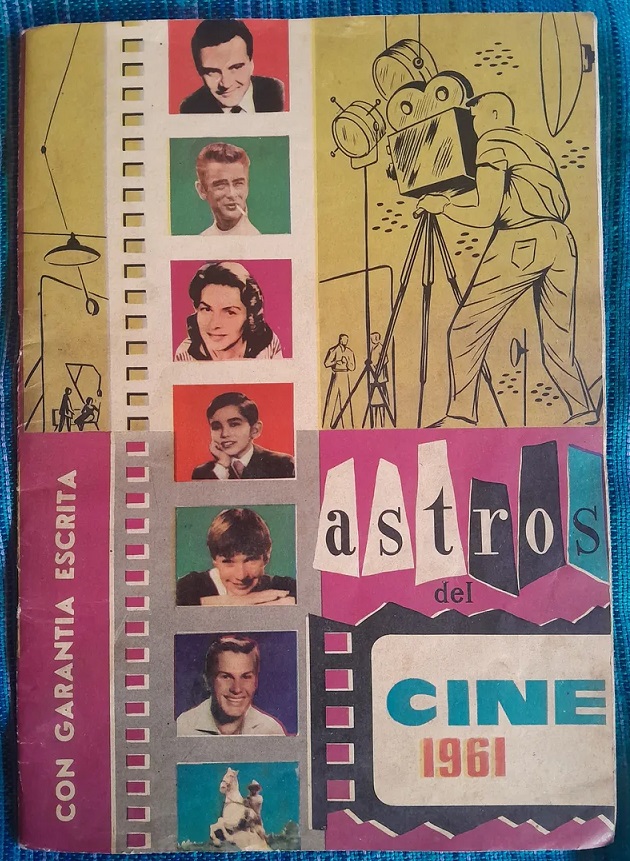 CON GARANTIA ESCRITA
astros
del
CINE
1961